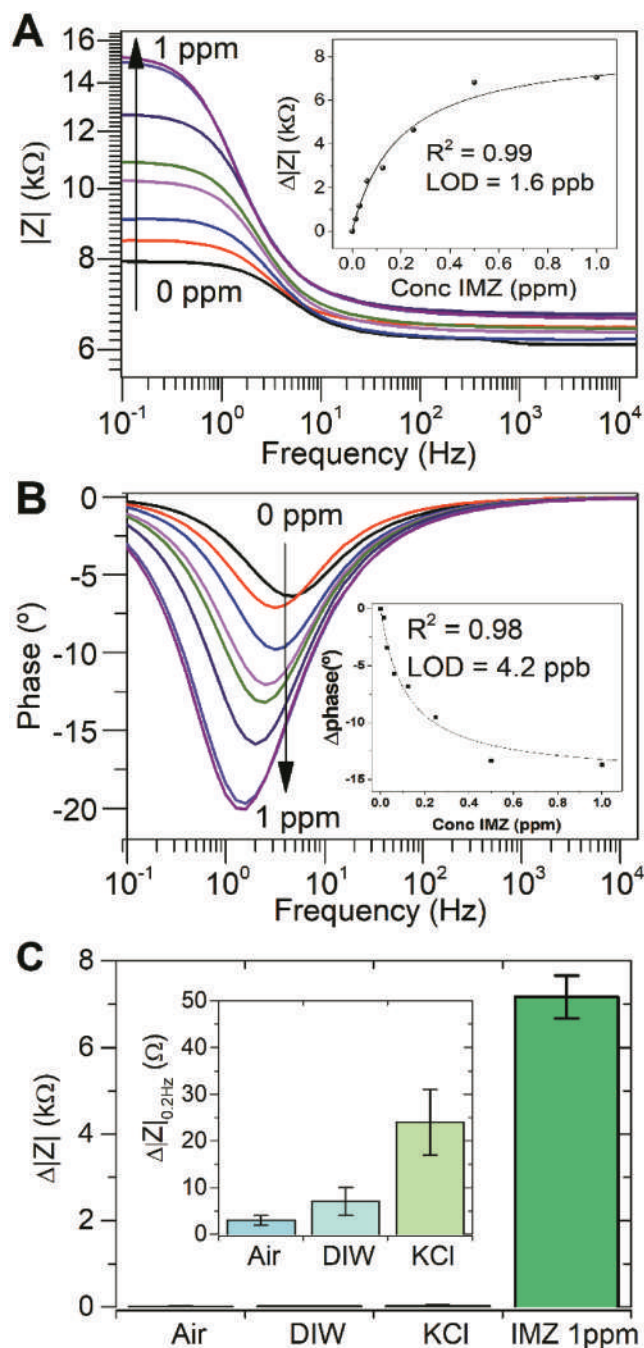 A
16
14
12
10
8
6
|Z| (kΩ)
1 ppm
0 ppm
8
6
4
2
0
Δ|Z| (kΩ)
R² = 0.99
LOD = 1.6 ppb
0.0 0.2 0.4 0.6 0.8 1.0
Conc IMZ (ppm)
10⁻¹ 10⁰ 10¹ 10² 10³ 10⁴
Frequency (Hz)
B
0
-5
-10
-15
-20
Phase (º)
0 ppm
1 ppm
0
-5
-10
-15
Δphase(º)
R² = 0.98
LOD = 4.2 ppb
0.0 0.2 0.4 0.6 0.8 1.0
Conc IMZ (ppm)
10⁻¹ 10⁰ 10¹ 10² 10³ 10⁴
Frequency (Hz)
C
8
6
4
2
0
Δ|Z| (kΩ)
50
40
30
20
10
0
Δ|Z|0.2Hz (Ω)
Air DIW KCl
Air DIW KCl IMZ 1ppm